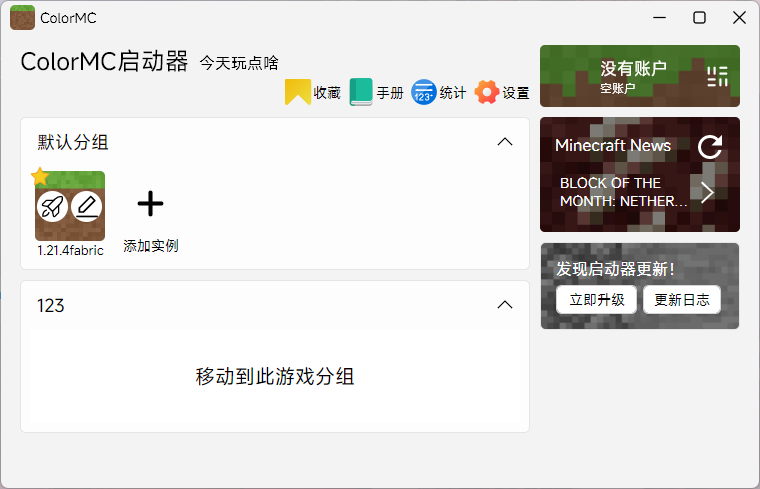 ColorMC
ColorMC启动器 今天玩点啥
收藏 手册 统计 设置
默认分组
1.21.4fabric
添加实例
123
移动到此游戏分组
没有账户
空账户
Minecraft News
BLOCK OF THE
MONTH: NETHER...
发现启动器更新!
立即升级 更新日志